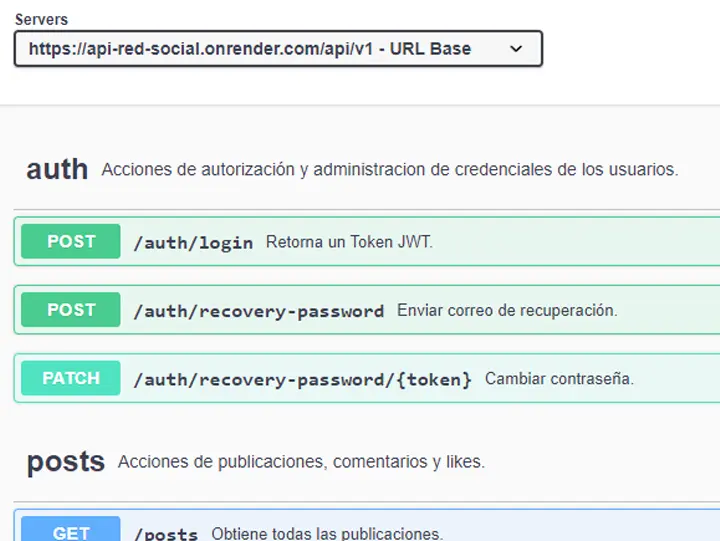 Servers
https://api-red-social.onrender.com/api/v1 - URL Base
auth Acciones de autorización y administracion de credenciales de los usuarios.
POST /auth/login Retorna un Token JWT.
POST /auth/recovery-password Enviar correo de recuperación.
PATCH /auth/recovery-password/{token} Cambiar contraseña.
posts Acciones de publicaciones, comentarios y likes.
GET /posts Obtiene todas las publicaciones.